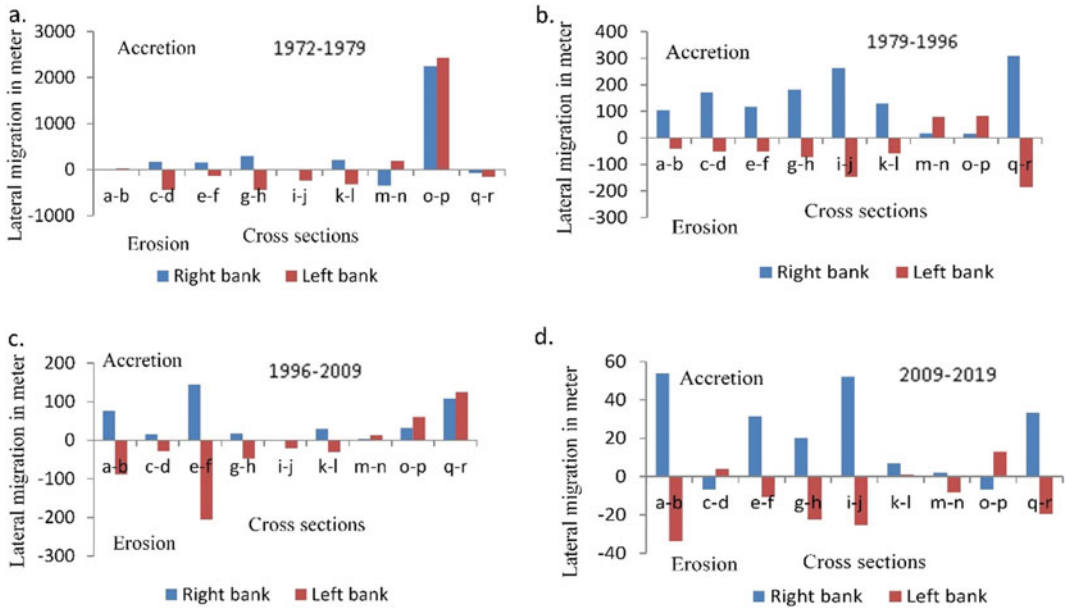 a.
Lateral migration in meter
3000
2000
1000
0
-1000
Accretion
1972-1979
a-b c-d e-f g-h i-j k-l m-n o-p q-r
Erosion
Cross sections
Right bank Left bank
b.
Lateral migration in meter
400
300
200
100
0
-100
-200
-300
Accretion
1979-1996
a-b c-d e-f g-h i-j k-l m-n o-p q-r
Erosion
Cross sections
Right bank Left bank
c.
Lateral migration in meter
200
100
0
-100
-200
-300
Accretion
1996-2009
a-b c-d e-f g-h i-j k-l m-n o-p q-r
Cross sections
Erosion
Right bank Left bank
d.
Lateral migration in meter
60
40
20
0
-20
-40
Accretion
2009-2019
a-b c-d e-f g-h i-j k-l m-n o-p q-r
Erosion
Cross sections
Right bank Left bank